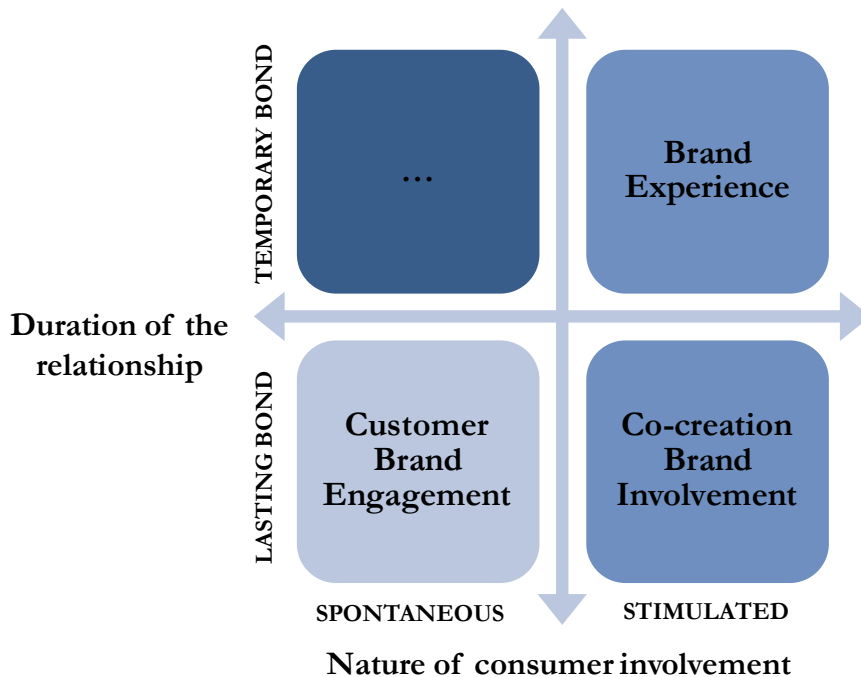 TEMPORARY BOND
...
Brand
Experience
Duration of the
relationship
LASTING BOND
Customer
Brand
Engagement
Co-creation
Brand
Involvement
SPONTANEOUS
STIMULATED
Nature of consumer involvement